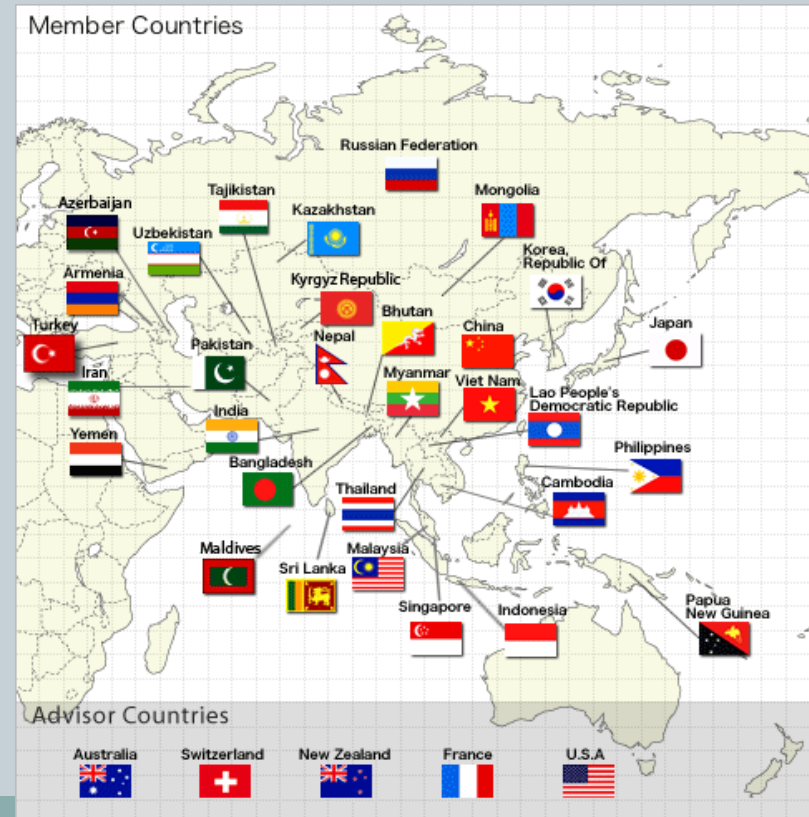 Member Countries
Russian Federation
Tajikistan
Mongolia
Azerbaijan
Kazakhstan
Uzbekistan
Korea,
Republic Of
Armenia
Kyrgyz Republic
Bhutan
Turkey
China
Japan
Nepal
Pakistan
Iran
Myanmar
Viet Nam
Lao People's
Democratic Republic
India
Yemen
Philippines
Bangladesh
Cambodia
Thailand
Maldives
Malaysia
Sri Lanka
Singapore
Indonesia
Papua
New Guinea
Advisor Countries
Australia
Switzerland
New Zealand
France
U.S.A